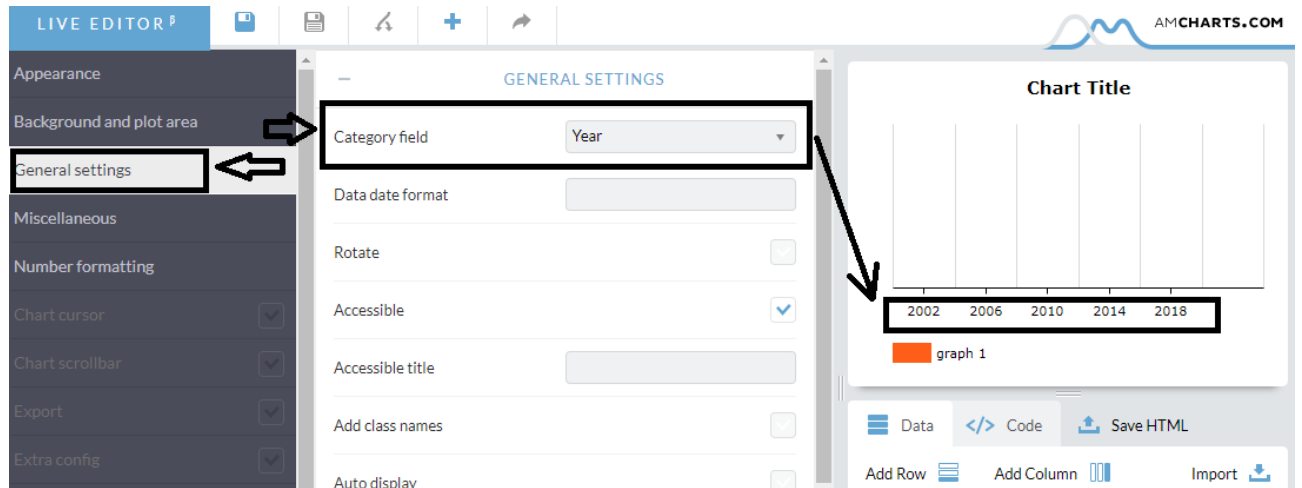 LIVE EDITOR β
AMCHARTS.COM
Appearance
Background and plot area
General settings
Miscellaneous
Number formatting
Chart cursor
Chart scrollbar
Export
Extra config
GENERAL SETTINGS
Category field
Year
Data date format
Rotate
Accessible
Accessible title
Add class names
Auto display
Chart Title
2002 2006 2010 2014 2018
graph 1
Data </> Code Save HTML
Add Row Add Column Import